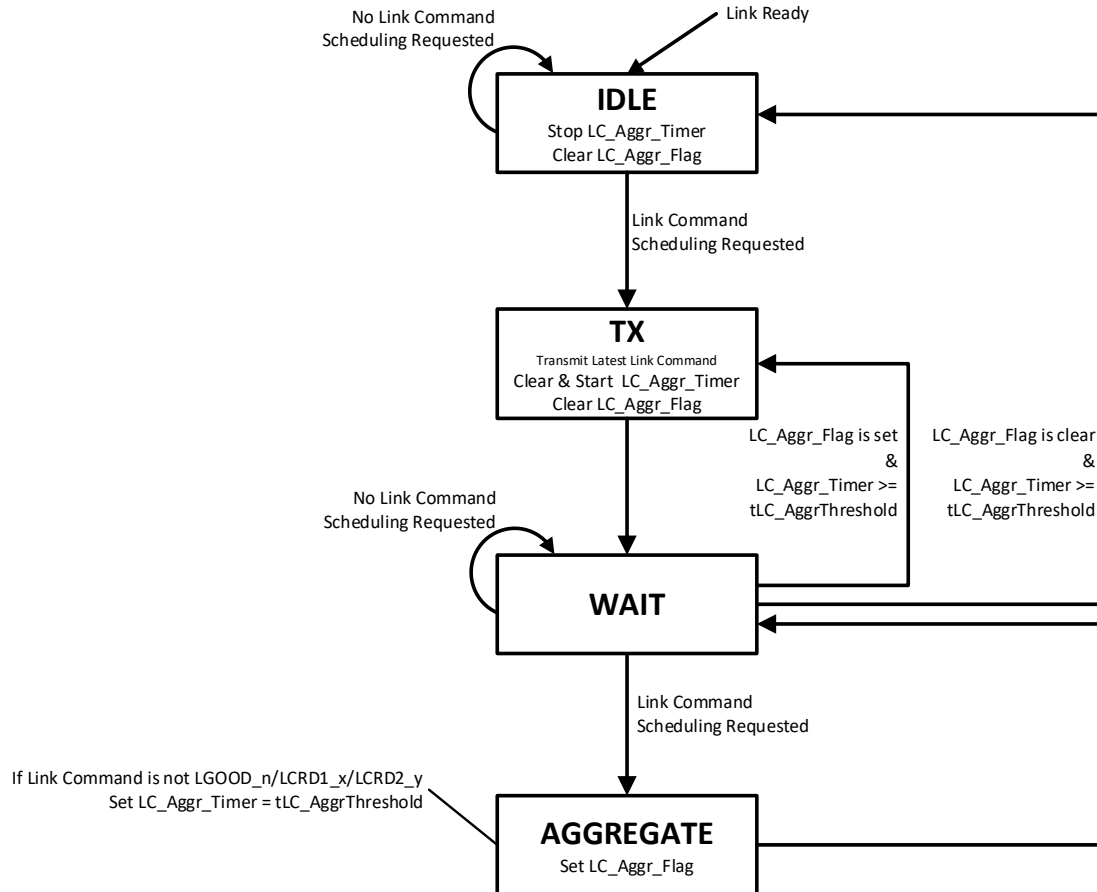 No Link Command
Scheduling Requested
Link Ready
IDLE
Stop LC_Aggr_Timer
Clear LC_Aggr_Flag
Link Command
Scheduling Requested
TX
Transmit Latest Link Command
Clear & Start LC_Aggr_Timer
Clear LC_Aggr_Flag
LC_Aggr_Flag is set
&
LC_Aggr_Timer >=
tLC_AggrThreshold
LC_Aggr_Flag is clear
&
LC_Aggr_Timer >=
tLC_AggrThreshold
No Link Command
Scheduling Requested
WAIT
Link Command
Scheduling Requested
If Link Command is not LGOOD_n/LCRD1_x/LCRD2_y
Set LC_Aggr_Timer = tLC_AggrThreshold
AGGREGATE
Set LC_Aggr_Flag